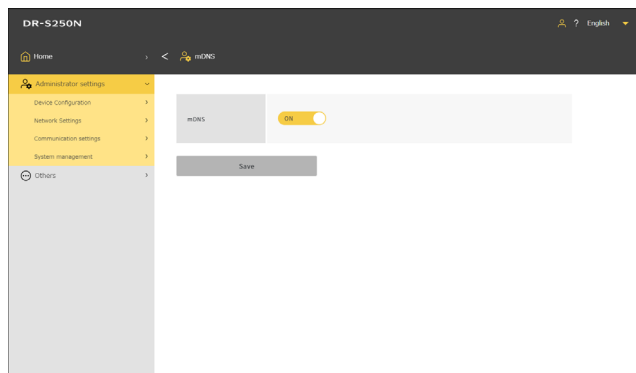 DR-S250N
? English
Home
< mDNS
Administrator settings
Device Configuration
Network Settings
Communication settings
System management
Others
mDNS
ON
Save